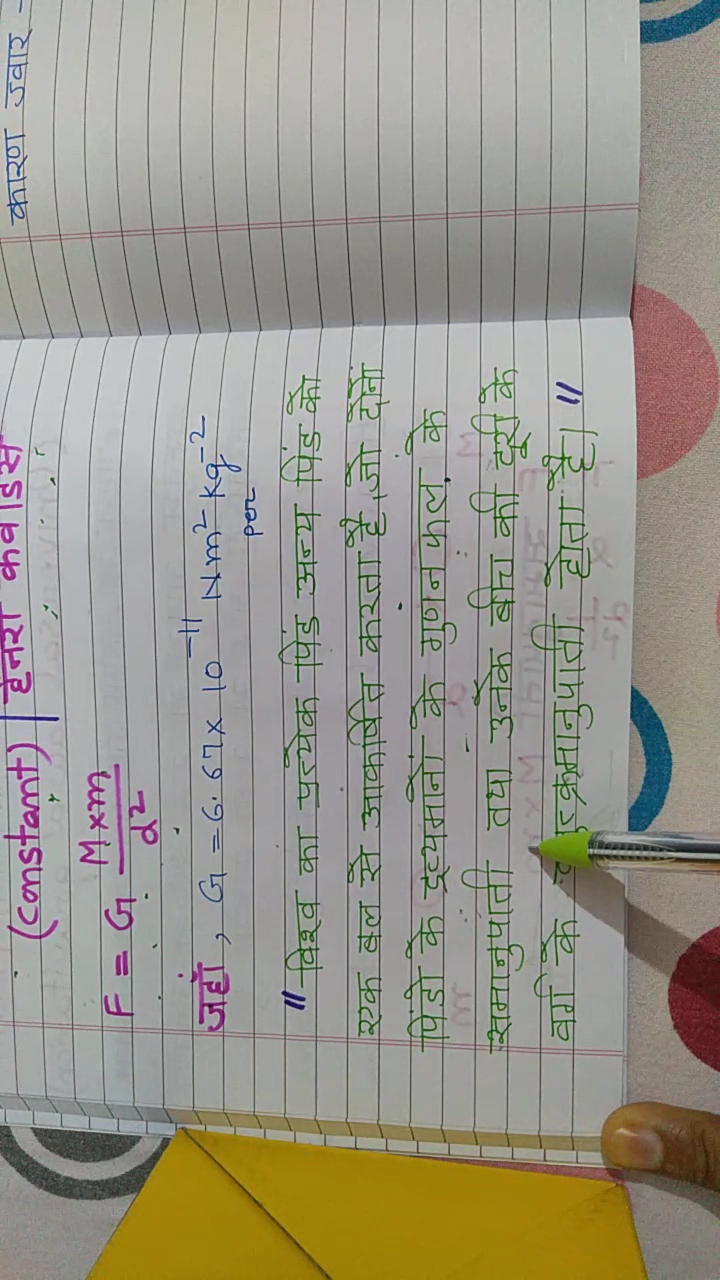 (constant) हेनरी कवेंडिस
F = G M×m / d²
जहाँ, G = 6.67×10⁻¹¹ Nm² kg⁻²
per
" विश्व का प्रत्येक पिंड अन्य पिंड को
एक बल से आकर्षित करता है, जो दोनों
पिंडो के द्रव्यमानों के गुणनफल के
समानुपाती तथा उनके बीच की दूरी के
वर्ग के व्युत्क्रमानुपाती होता है। "
कारण ज्वार -